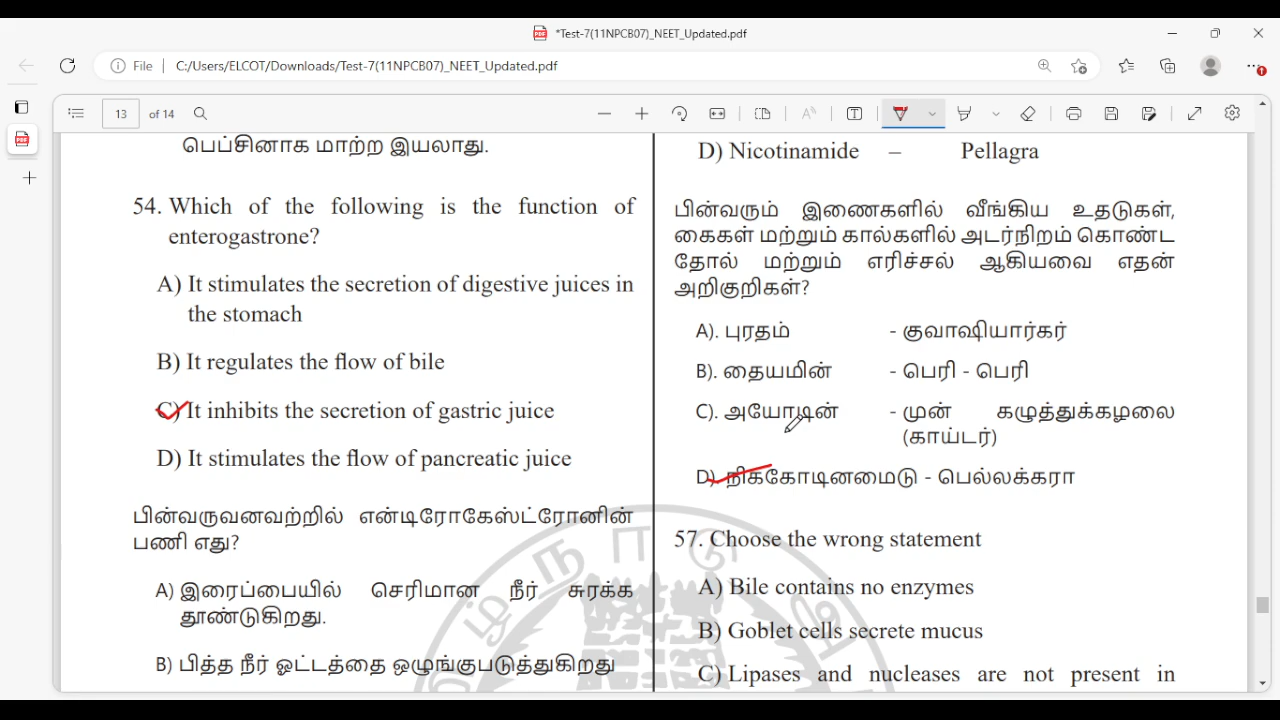 *Test-7(11NPCB07)_NEET_Updated.pdf
File | C:/Users/ELCOT/Downloads/Test-7(11NPCB07)_NEET_Updated.pdf
13 of 14
பெப்சினாக மாற்ற இயலாது.
54. Which of the following is the function of
enterogastrone?
A) It stimulates the secretion of digestive juices in
the stomach
B) It regulates the flow of bile
C) It inhibits the secretion of gastric juice
D) It stimulates the flow of pancreatic juice
பின்வருவனவற்றில் என்டிரோகேஸ்ட்ரோனின்
பணி எது?
A) இரைப்பையில் செரிமான நீர் சுரக்க
தூண்டுகிறது.
B) பித்த நீர் ஓட்டத்தை ஒழுங்குபடுத்துகிறது
D) Nicotinamide – Pellagra
பின்வரும் இணைகளில் வீங்கிய உதடுகள்,
கைகள் மற்றும் கால்களில் அடர்நிறம் கொண்ட
தோல் மற்றும் எரிச்சல் ஆகியவை எதன்
அறிகுறிகள்?
A). புரதம் - குவாஷியார்கர்
B). தையமின் - பெரி - பெரி
C). அயோடின் - முன் கழுத்துக்கழலை
(காய்டர்)
D). நிக்கோடினமைடு - பெல்லக்கரா
57. Choose the wrong statement
A) Bile contains no enzymes
B) Goblet cells secrete mucus
C) Lipases and nucleases are not present in